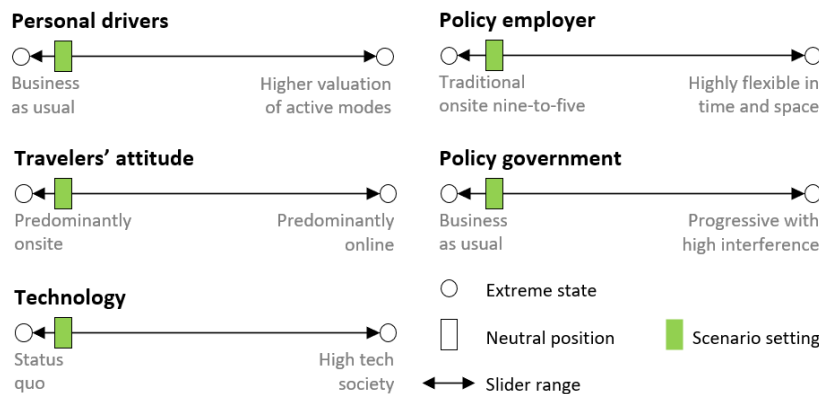 Personal drivers
Business
as usual
Higher valuation
of active modes
Travelers’ attitude
Predominantly
onsite
Predominantly
online
Technology
Status
quo
High tech
society
Policy employer
Traditional
onsite nine-to-five
Highly flexible in
time and space
Policy government
Business
as usual
Progressive with
high interference
Extreme state
Neutral position
Scenario setting
Slider range